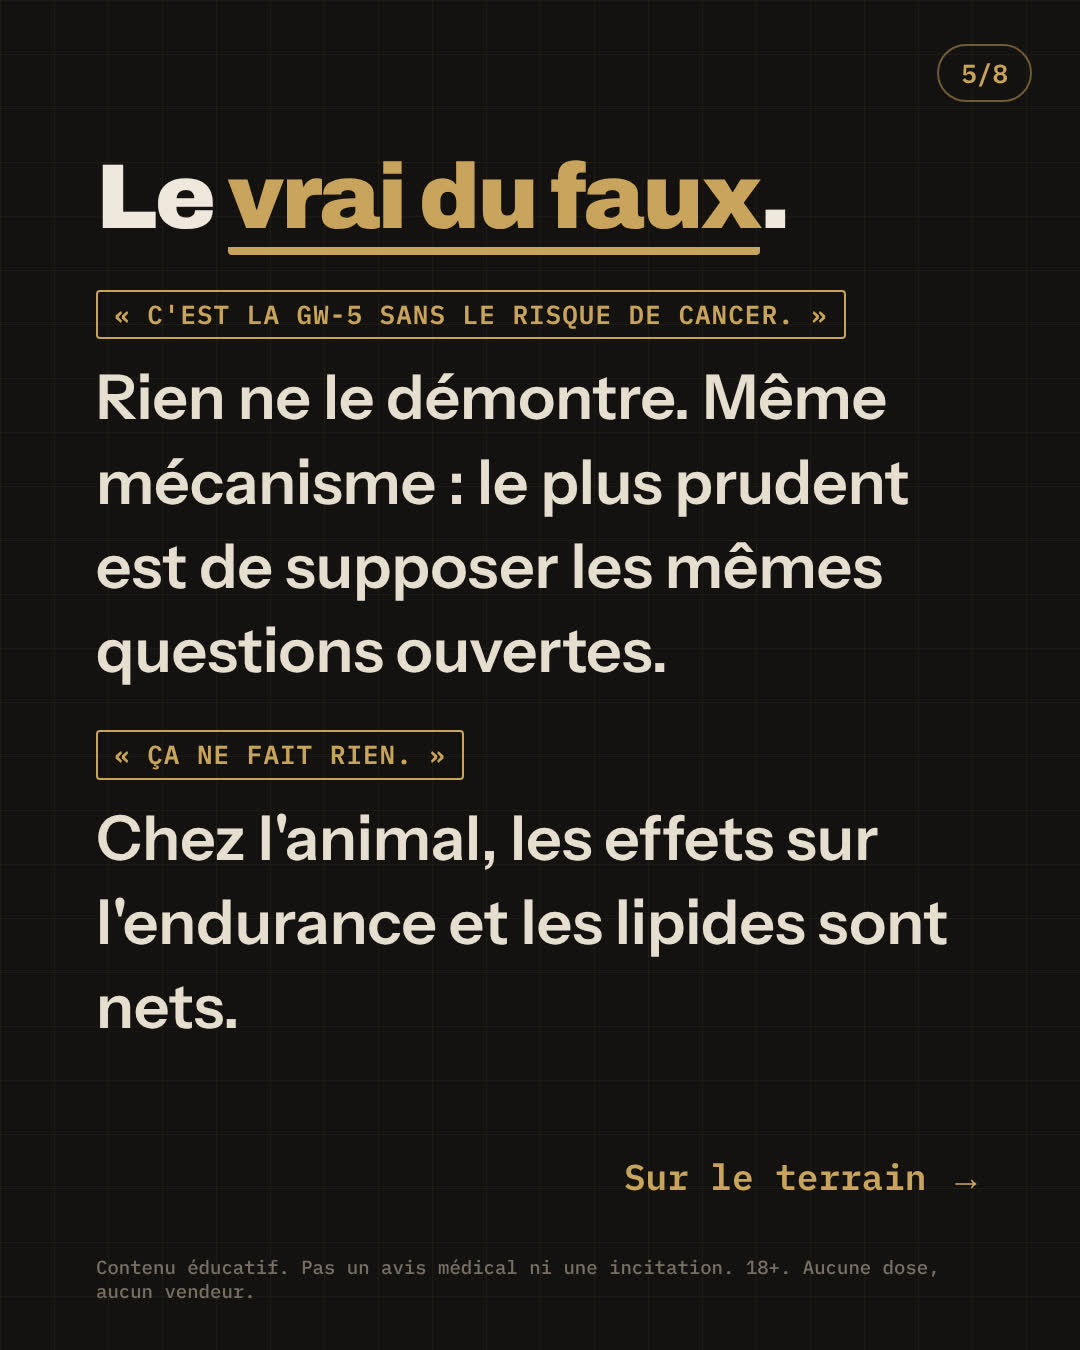 5/8
Le vrai du faux.
« C'EST LA GW-5 SANS LE RISQUE DE CANCER. »
Rien ne le démontre. Même
mécanisme : le plus prudent
est de supposer les mêmes
questions ouvertes.
« ÇA NE FAIT RIEN. »
Chez l'animal, les effets sur
l'endurance et les lipides sont
nets.
Sur le terrain →
Contenu éducatif. Pas un avis médical ni une incitation. 18+. Aucune dose,
aucun vendeur.